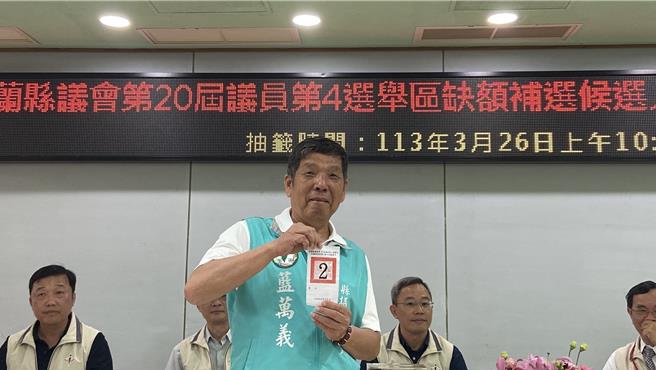 蘭縣議會第20屆議員第4選舉區缺額補選候選人
抽籤時間：113年3月26日上午10:
2
藍萬義
縣